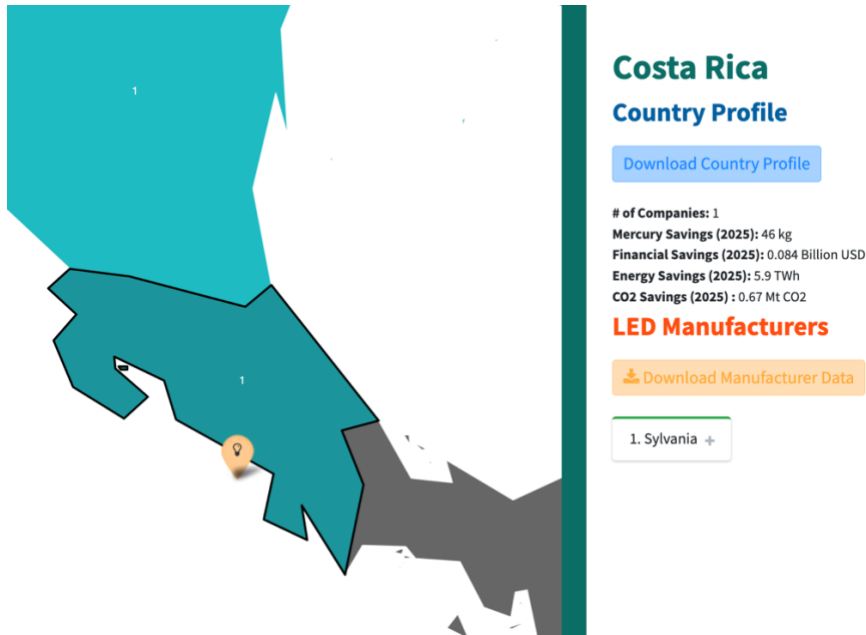 1
1
Costa Rica
Country Profile
Download Country Profile
# of Companies: 1
Mercury Savings (2025): 46 kg
Financial Savings (2025): 0.084 Billion USD
Energy Savings (2025): 5.9 TWh
CO2 Savings (2025) : 0.67 Mt CO2
LED Manufacturers
Download Manufacturer Data
1. Sylvania +